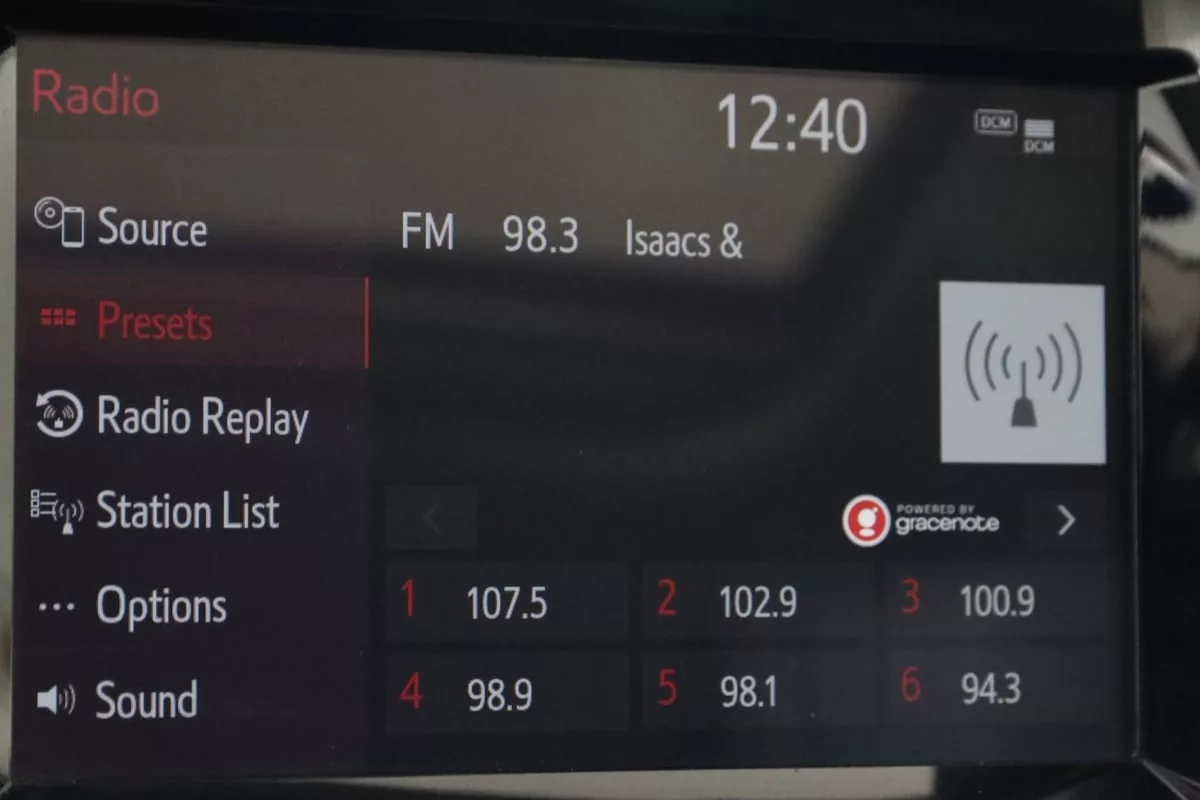 Radio
12:40
DCM
DCM
Source
FM 98.3 Isaacs &
Presets
Radio Replay
Station List
POWERED BY
gracenote
Options
1 107.5 2 102.9 3 100.9
Sound
4 98.9 5 98.1 6 94.3